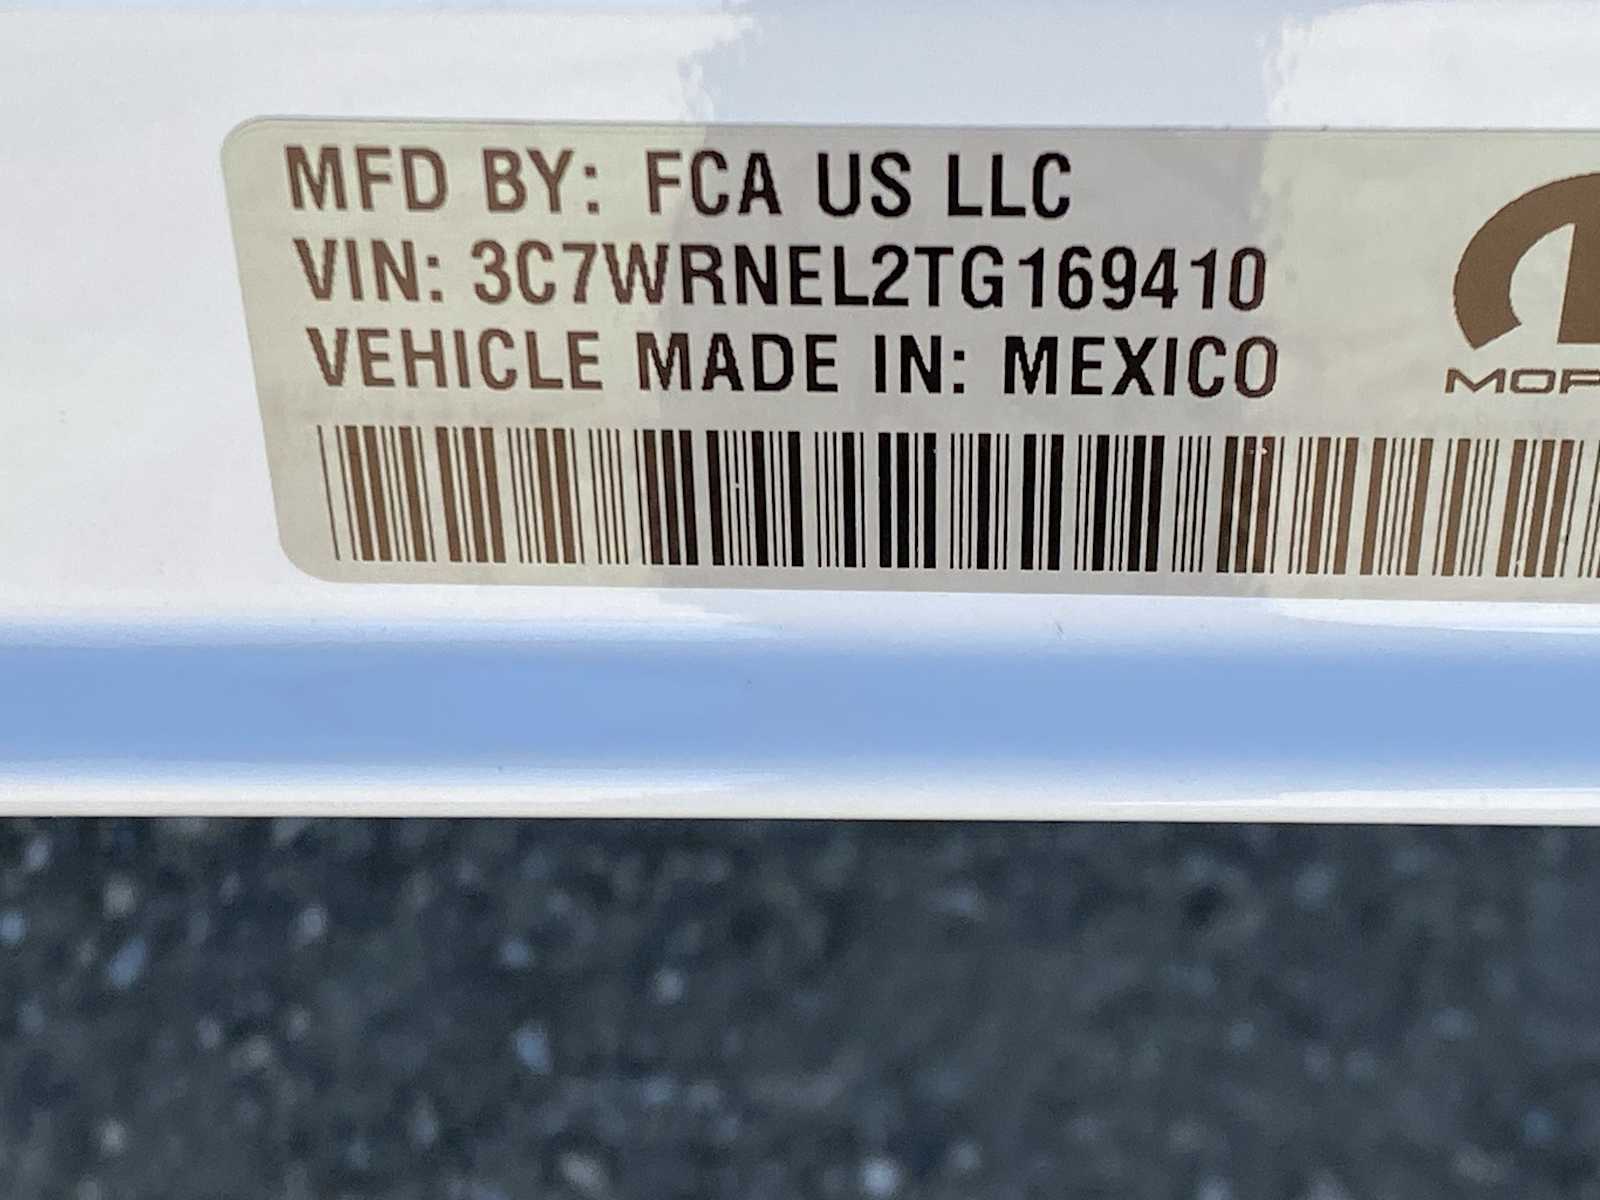 MFD BY: FCA US LLC
VIN: 3C7WRNEL2TG169410
VEHICLE MADE IN: MEXICO